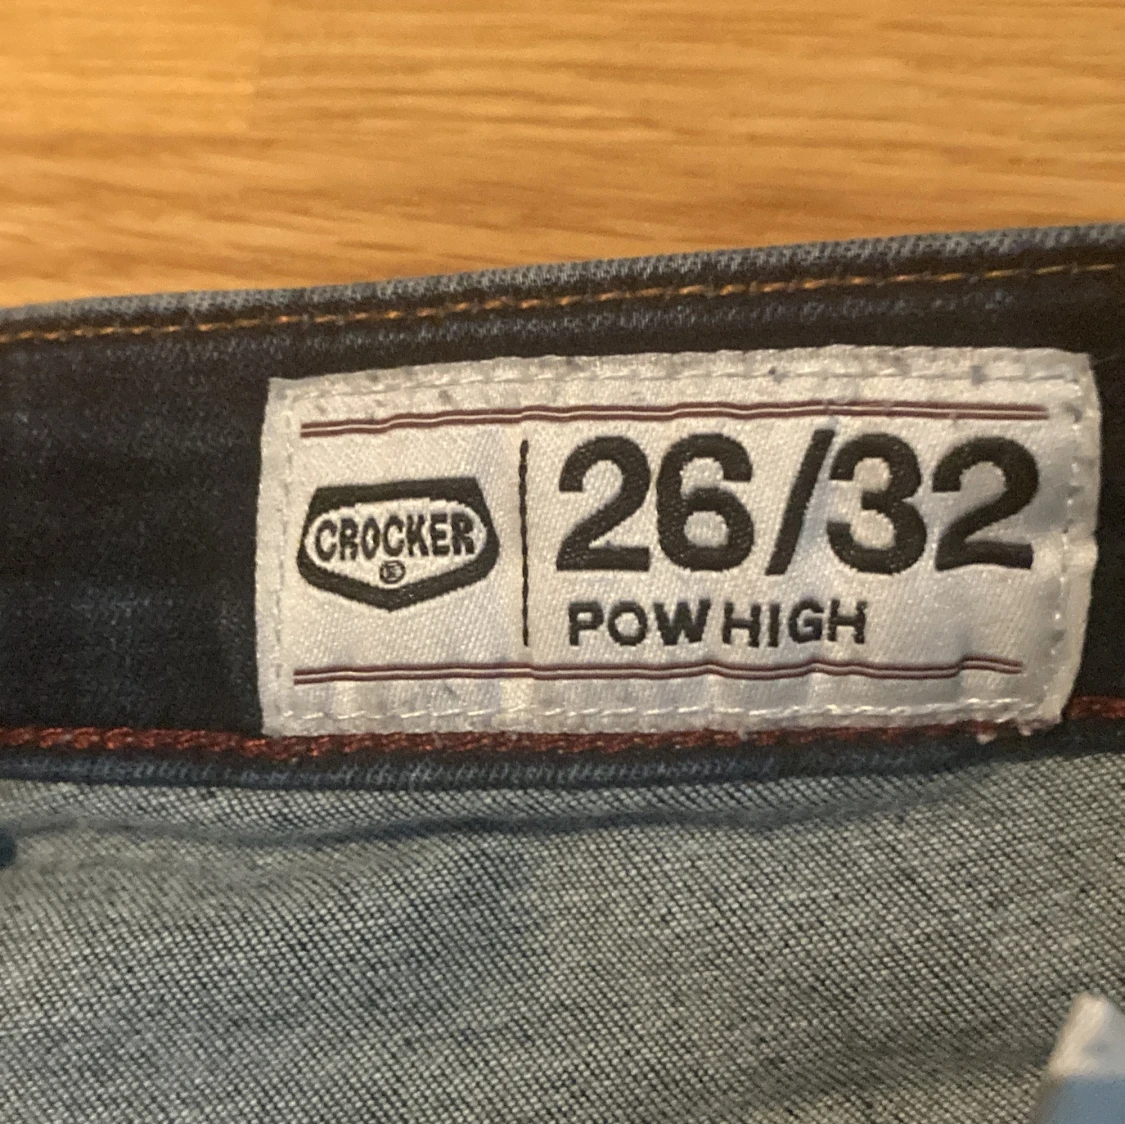 CROCKER
®
26/32
POW HIGH